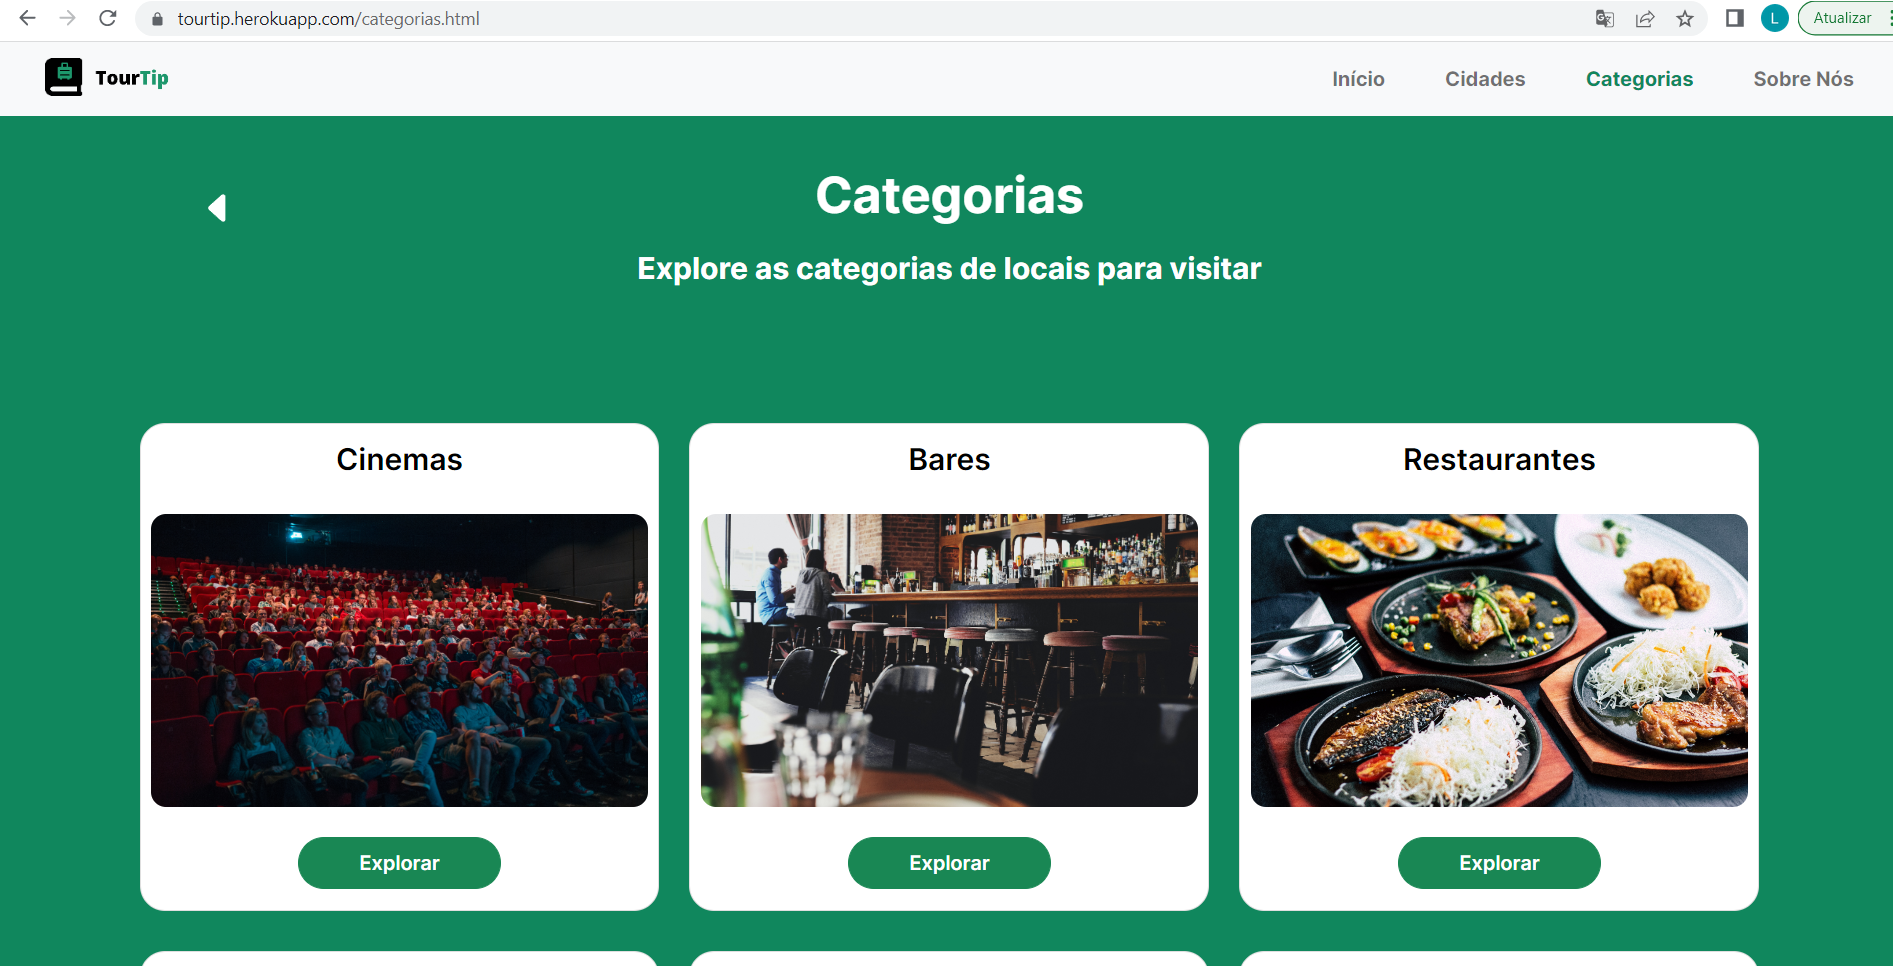 tourtip.herokuapp.com/categorias.html
L
Atualizar
TourTip
Início
Cidades
Categorias
Sobre Nós
Categorias
Explore as categorias de locais para visitar
Cinemas
Bares
Restaurantes
Explorar
Explorar
Explorar